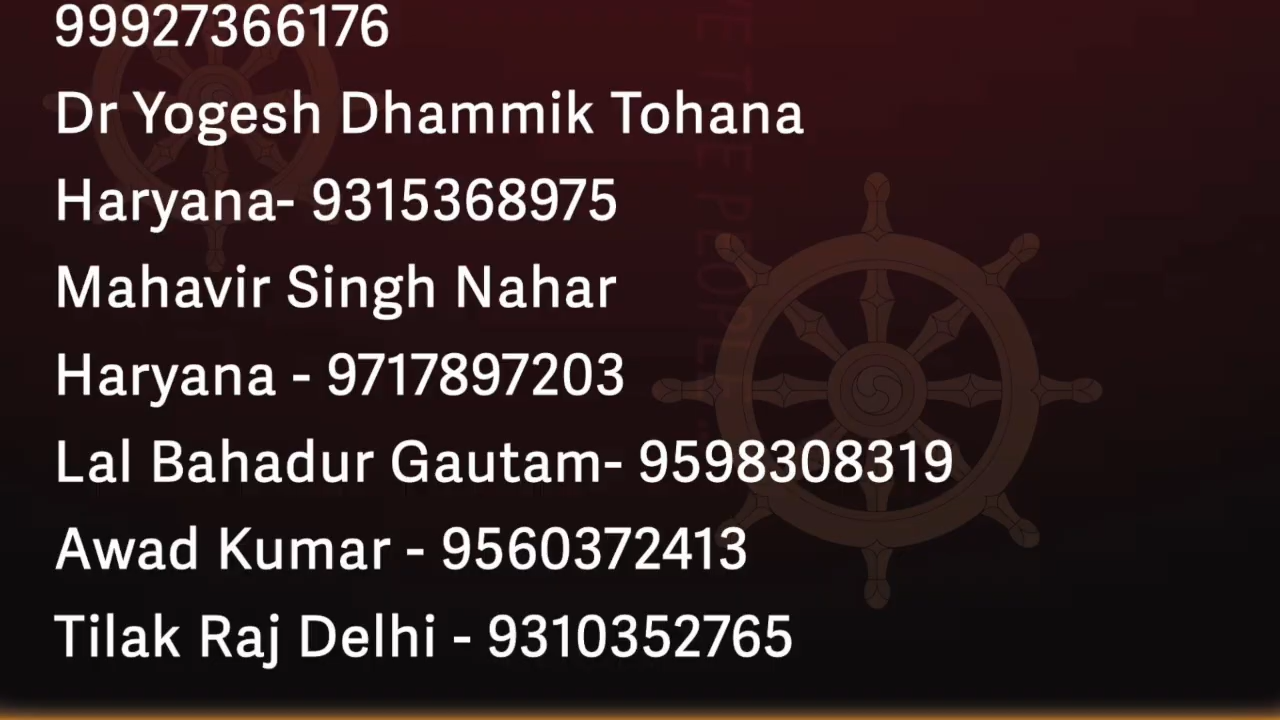 99927366176
Dr Yogesh Dhammik Tohana
Haryana- 9315368975
Mahavir Singh Nahar
Haryana - 9717897203
Lal Bahadur Gautam- 9598308319
Awad Kumar - 9560372413
Tilak Raj Delhi - 9310352765
PEOPLE